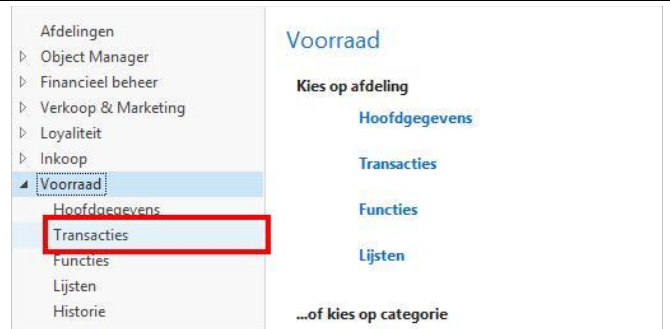 Afdelingen
Object Manager
Financieel beheer
Verkoop & Marketing
Loyaliteit
Inkoop
Voorraad
Hoofdgegevens
Transacties
Functies
Lijsten
Historie
Voorraad
Kies op afdeling
Hoofdgegevens
Transacties
Functies
Lijsten
...of kies op categorie